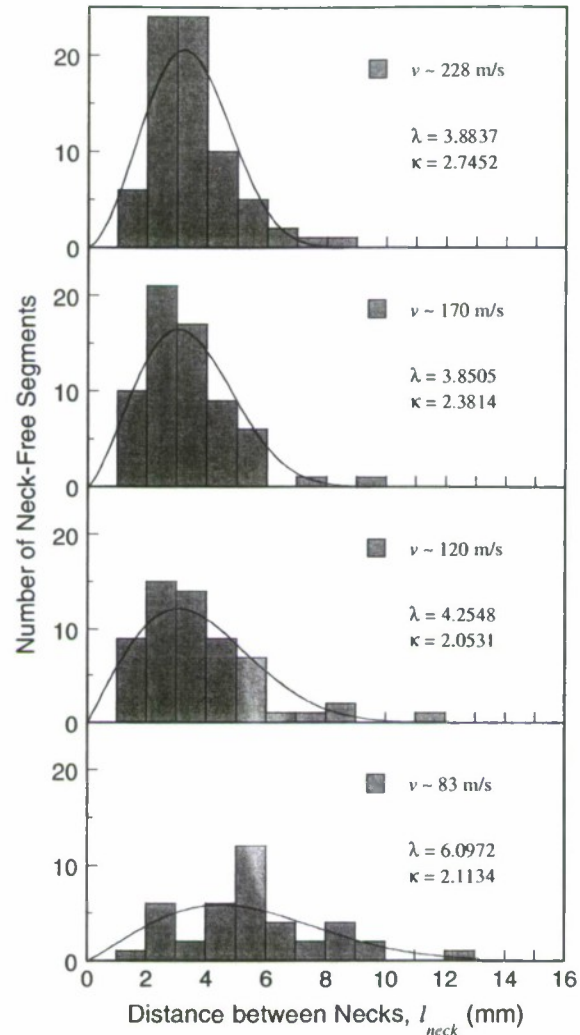 Number of Neck-Free Segments
20
10
0
v ~ 228 m/s
λ = 3.8837
κ = 2.7452
20
10
0
v ~ 170 m/s
λ = 3.8505
κ = 2.3814
20
10
0
v ~ 120 m/s
λ = 4.2548
κ = 2.0531
20
10
0
v ~ 83 m/s
λ = 6.0972
κ = 2.1134
0 2 4 6 8 10 12 14 16
Distance between Necks, l neck (mm)